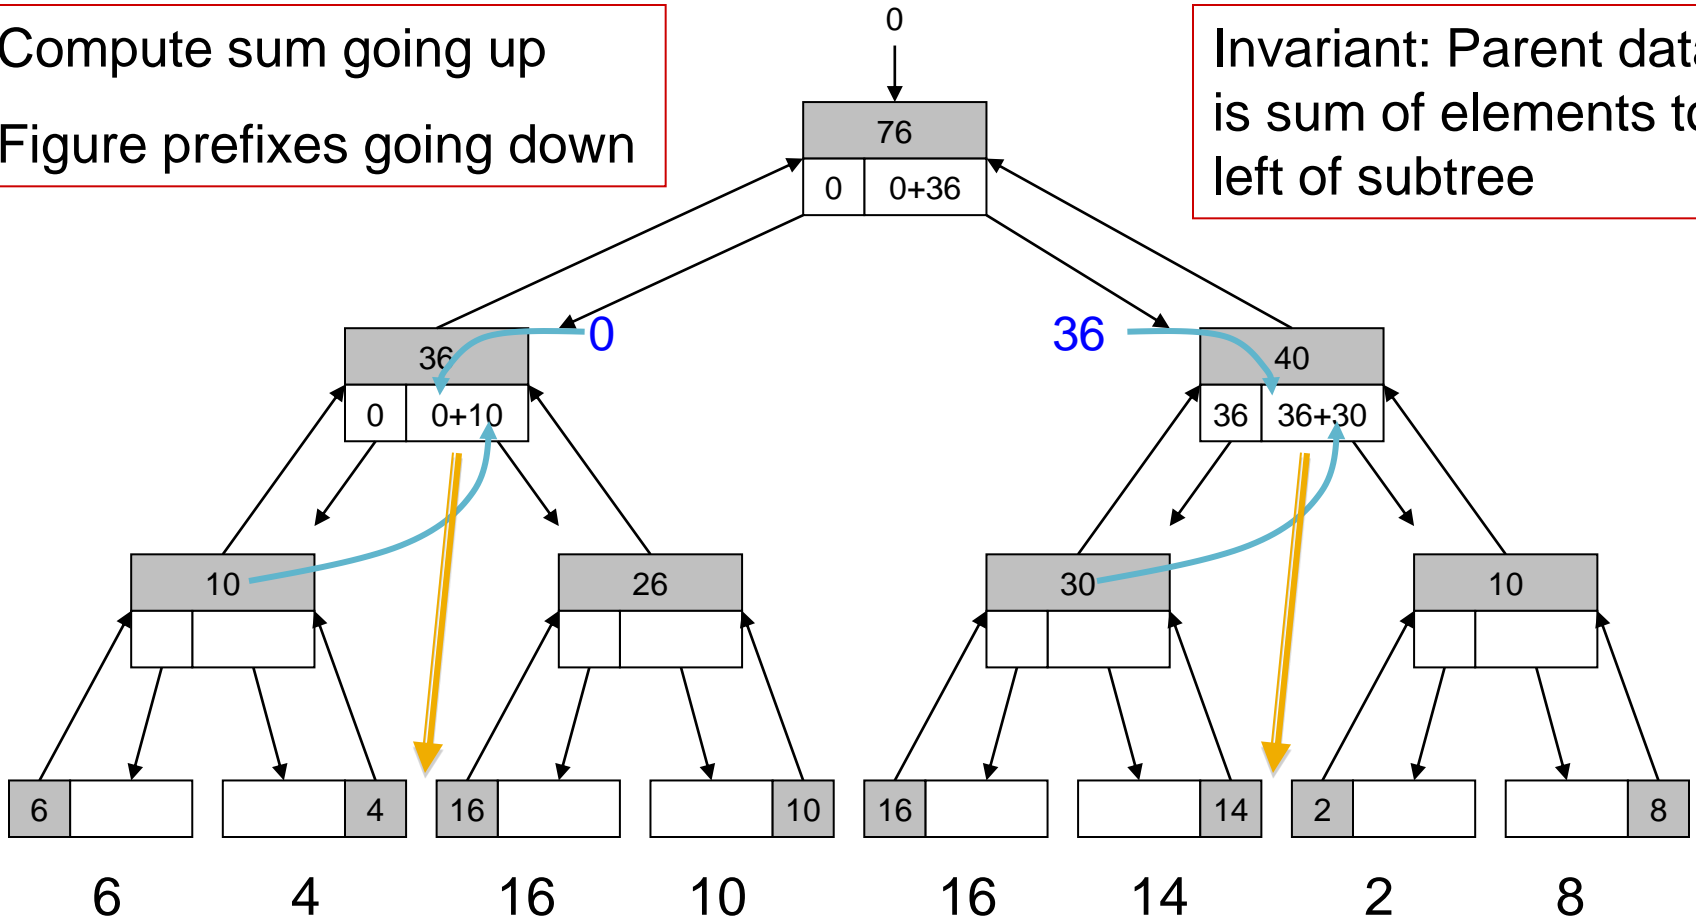 Compute sum going up
Figure prefixes going down
0
Invariant: Parent data
is sum of elements to
left of subtree
76
0 0+36
0 36
36 40
0 0+10 36 36+30
10 26 30 10
6 4 16 10 16 14 2 8
6 4 16 10 16 14 2 8